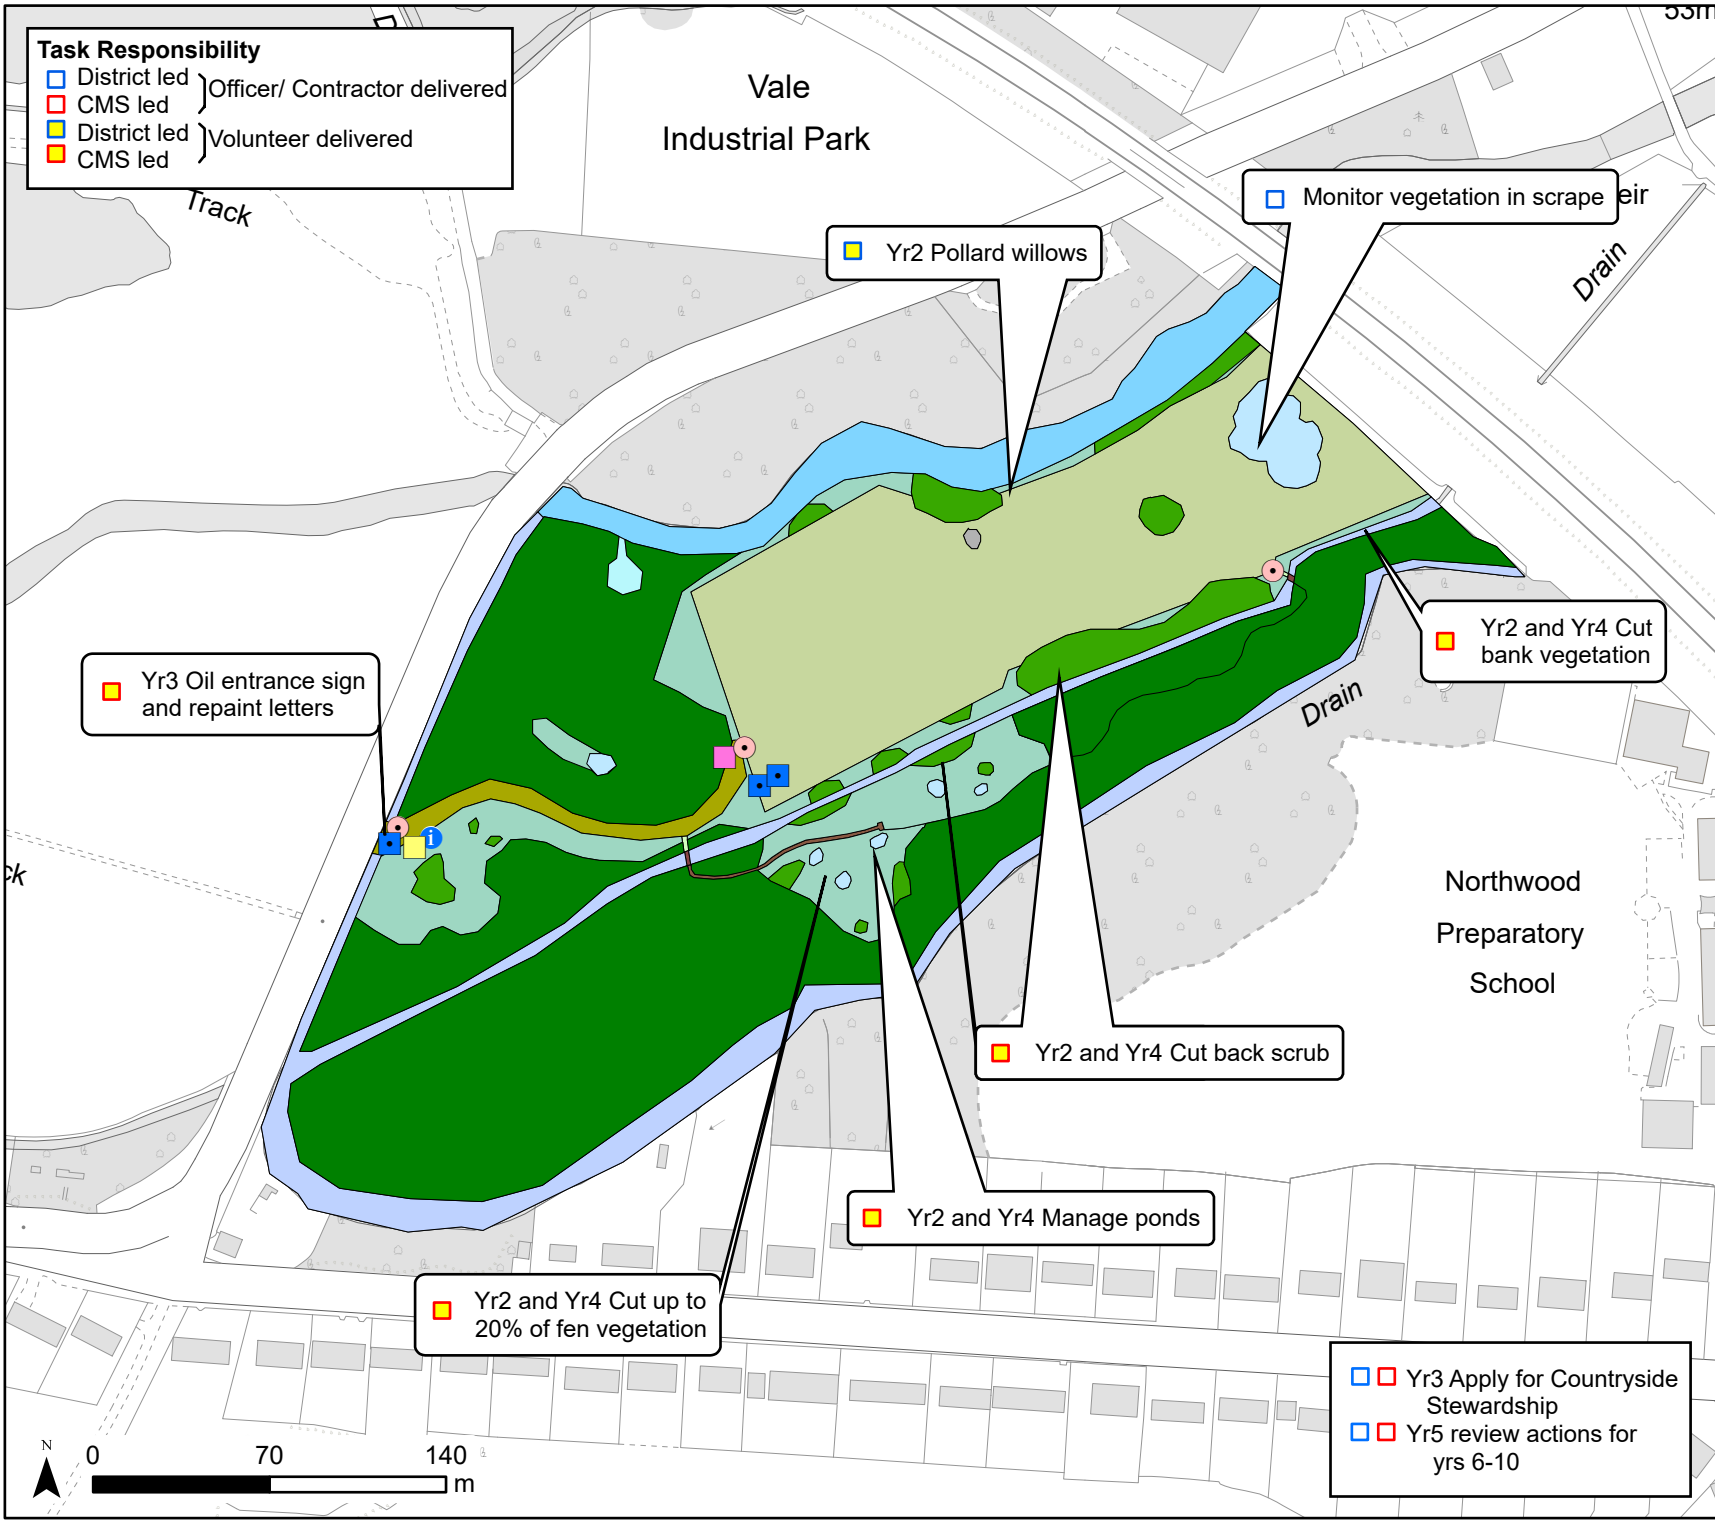 53m
Task Responsibility
District led
CMS led
Officer/ Contractor delivered
District led
CMS led
Volunteer delivered
Track
Vale
Industrial Park
Monitor vegetation in scrape
eir
Yr2 Pollard willows
Drain
Yr2 and Yr4 Cut
bank vegetation
Yr3 Oil entrance sign
and repaint letters
Drain
i
ck
Northwood
Preparatory
School
Yr2 and Yr4 Cut back scrub
Yr2 and Yr4 Manage ponds
Yr2 and Yr4 Cut up to
20% of fen vegetation
Yr3 Apply for Countryside
Stewardship
Yr5 review actions for
yrs 6-10
N
0 70 140
m